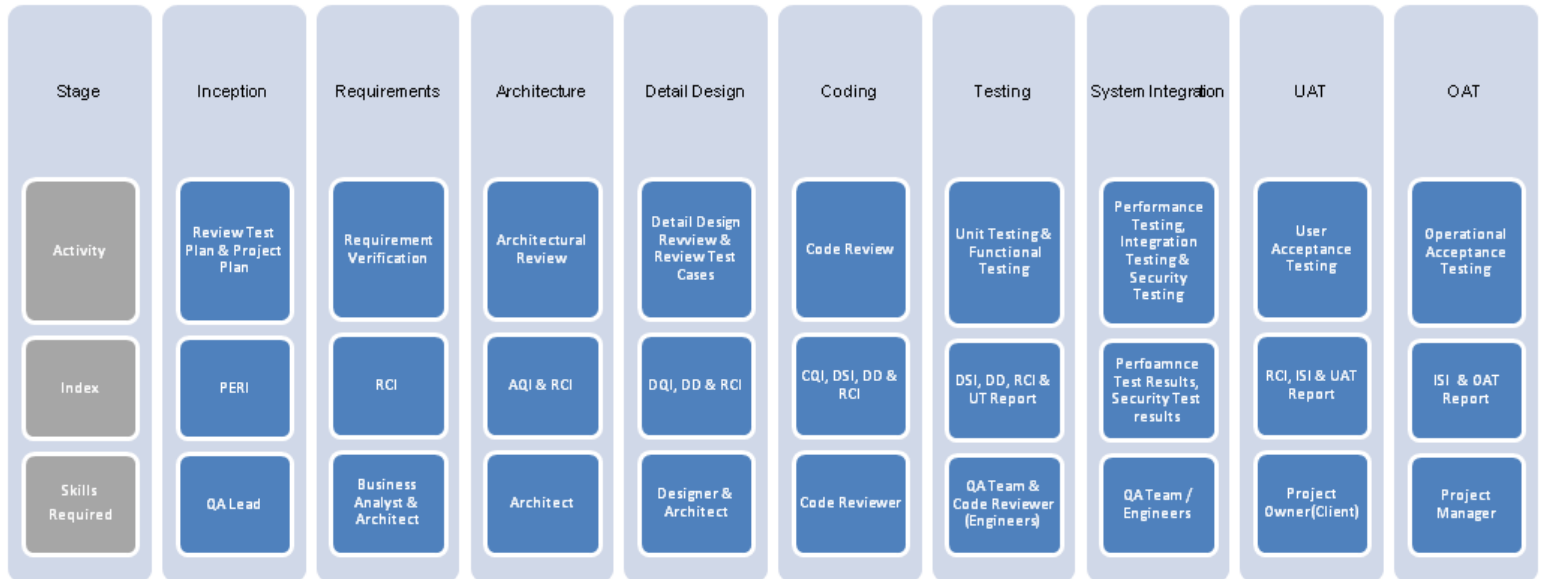 Stage
Inception
Requirements
Architecture
Detail Design
Coding
Testing
System Integration
UAT
OAT
Activity
Review Test
Plan & Project
Plan
Requirement
Verification
Architectural
Review
Detail Design
Revview &
Review Test
Cases
Code Review
Unit Testing &
Functional
Testing
Performance
Testing,
Integration
Testing &
Security
Testing
User
Acceptance
Testing
Operational
Acceptance
Testing
Index
PERI
RCI
AQI & RCI
DQI, DD & RCI
CQI, DSI, DD &
RCI
DSI, DD, RCI &
UT Report
Perfoamnce
Test Results,
Security Test
results
RCI, ISI & UAT
Report
ISI & OAT
Report
Skills
Required
QA Lead
Business
Analyst &
Architect
Architect
Designer &
Architect
Code Reviewer
QA Team &
Code Reviewer
(Engineers)
QA Team /
Engineers
Project
Owner(Client)
Project
Manager